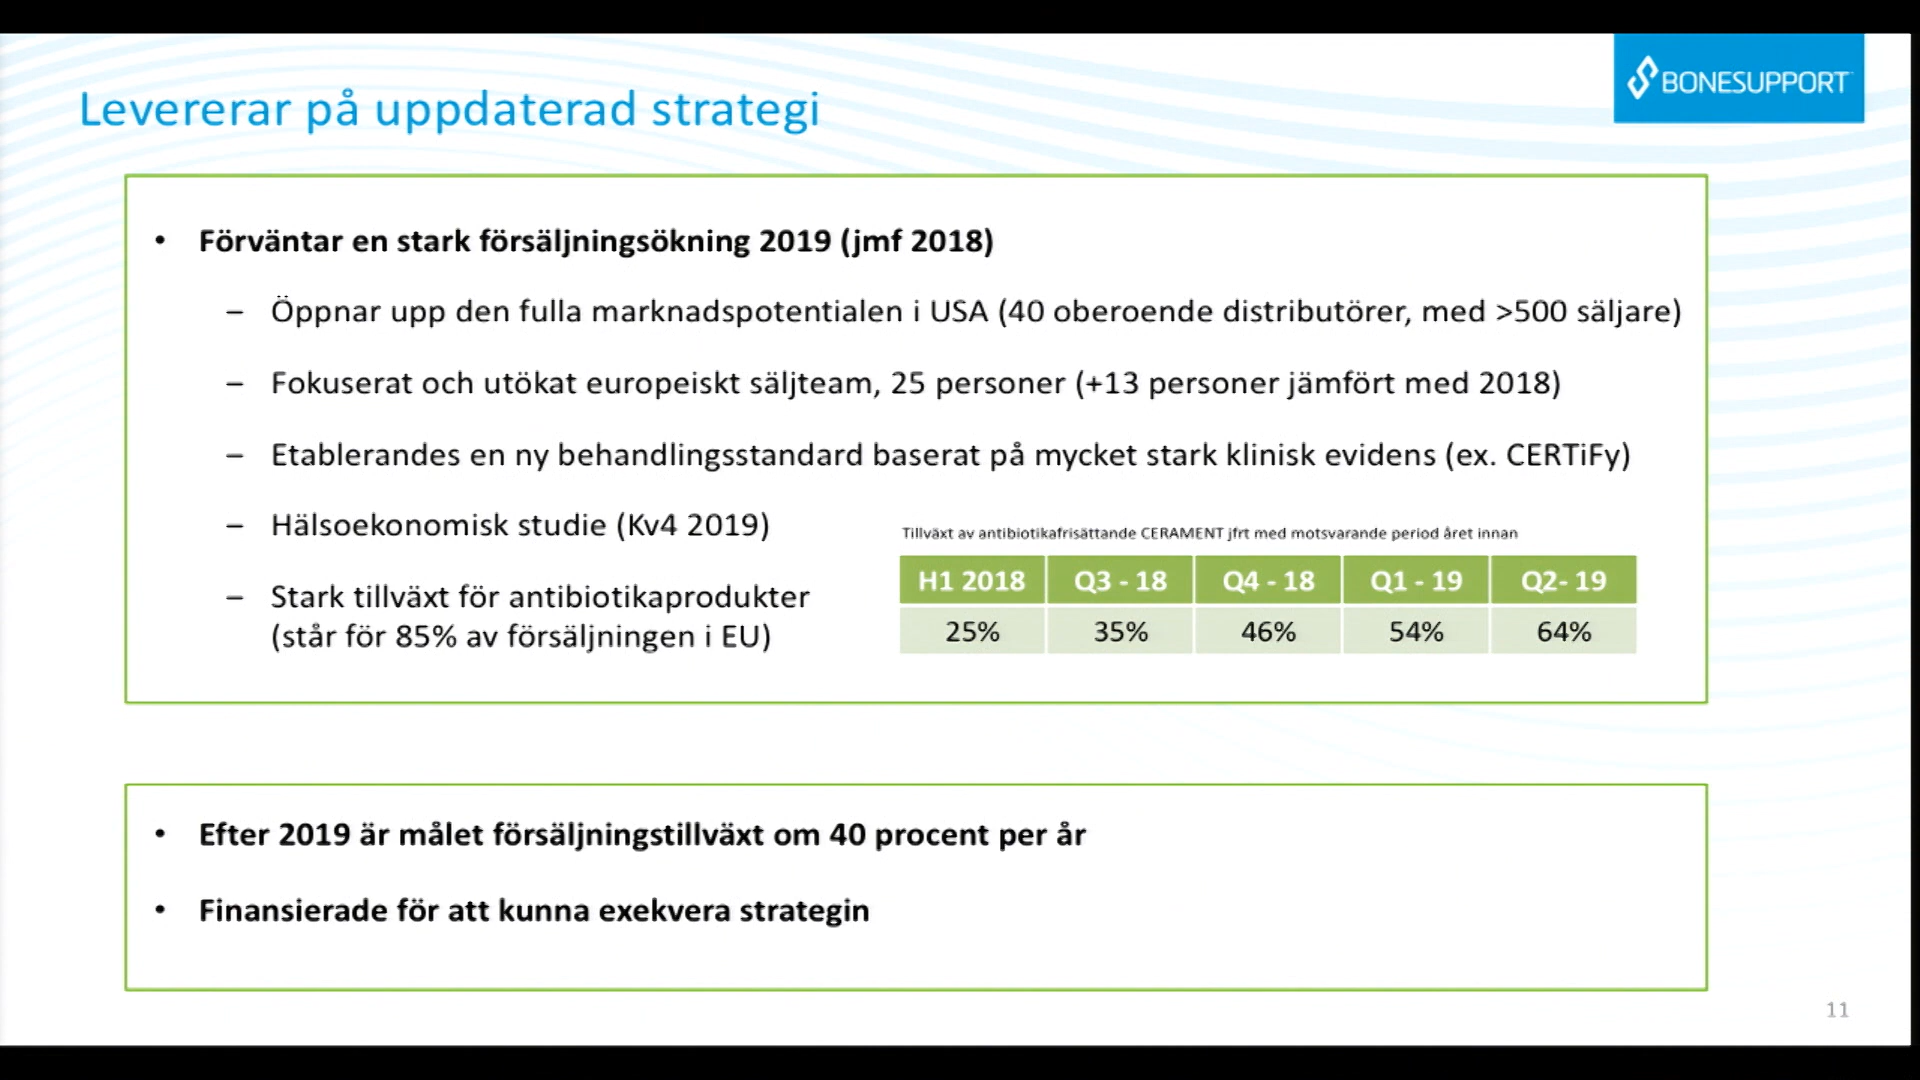 Levererar på uppdaterad strategi
BONESUPPORT
• Förväntar en stark försäljningsökning 2019 (jmf 2018)
– Öppnar upp den fulla marknadspotentialen i USA (40 oberoende distributörer, med >500 säljare)
– Fokuserat och utökat europeiskt säljteam, 25 personer (+13 personer jämfört med 2018)
– Etablerandes en ny behandlingsstandard baserat på mycket stark klinisk evidens (ex. CERTiFy)
– Hälsoekonomisk studie (Kv4 2019)
– Stark tillväxt för antibiotikaprodukter
(står för 85% av försäljningen i EU)
Tillväxt av antibiotikafrisättande CERAMENT jfrt med motsvarande period året innan
H1 2018 Q3 - 18 Q4 - 18 Q1 - 19 Q2- 19
25% 35% 46% 54% 64%
• Efter 2019 är målet försäljningstillväxt om 40 procent per år
• Finansierade för att kunna exekvera strategin
11